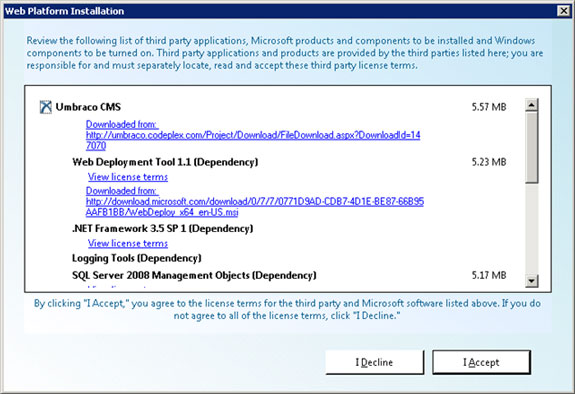 Web Platform Installation
Review the following list of third party applications, Microsoft products and components to be installed and Windows
components to be turned on. Third party applications and products are provided by the third parties listed here; you are
responsible for and must separately locate, read and accept these third party license terms.
Umbraco CMS 5.57 MB
Downloaded from:
http://umbraco.codeplex.com/Project/Download/FileDownload.aspx?DownloadId=14
7070
Web Deployment Tool 1.1 (Dependency) 5.23 MB
View license terms
Downloaded from:
http://download.microsoft.com/download/0/7/7/0771D9AD-CDB7-4D1E-BE87-66B95
AAFB1BB/WebDeploy_x64_en-US.msi
.NET Framework 3.5 SP 1 (Dependency)
View license terms
Logging Tools (Dependency)
SQL Server 2008 Management Objects (Dependency) 5.17 MB
View license terms
By clicking "I Accept," you agree to the license terms for the third party and Microsoft software listed above. If you do
not agree to all of the license terms, click "I Decline."
I Decline
I Accept